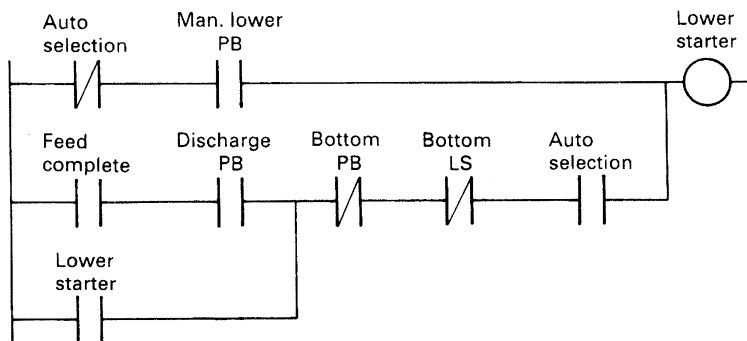 Auto
selection
Man. lower
PB
Lower
starter
Feed
complete
Discharge
PB
Bottom
PB
Bottom
LS
Auto
selection
Lower
starter